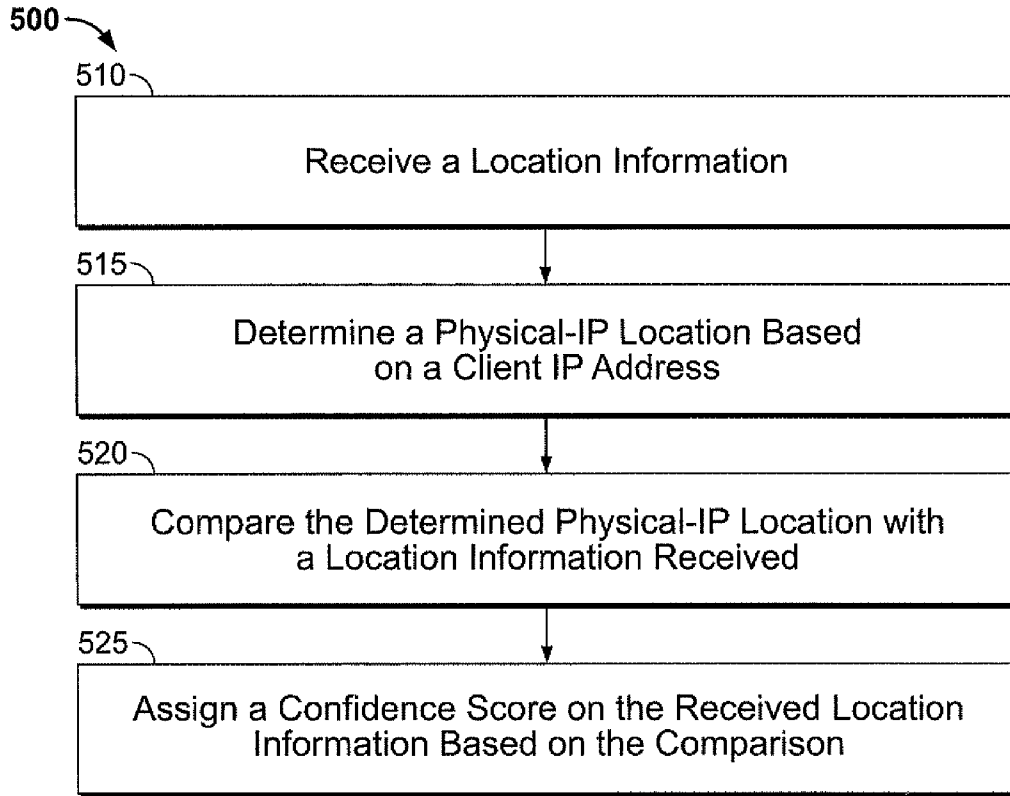 500
510
Receive a Location Information
515
Determine a Physical-IP Location Based
on a Client IP Address
520
Compare the Determined Physical-IP Location with
a Location Information Received
525
Assign a Confidence Score on the Received Location
Information Based on the Comparison